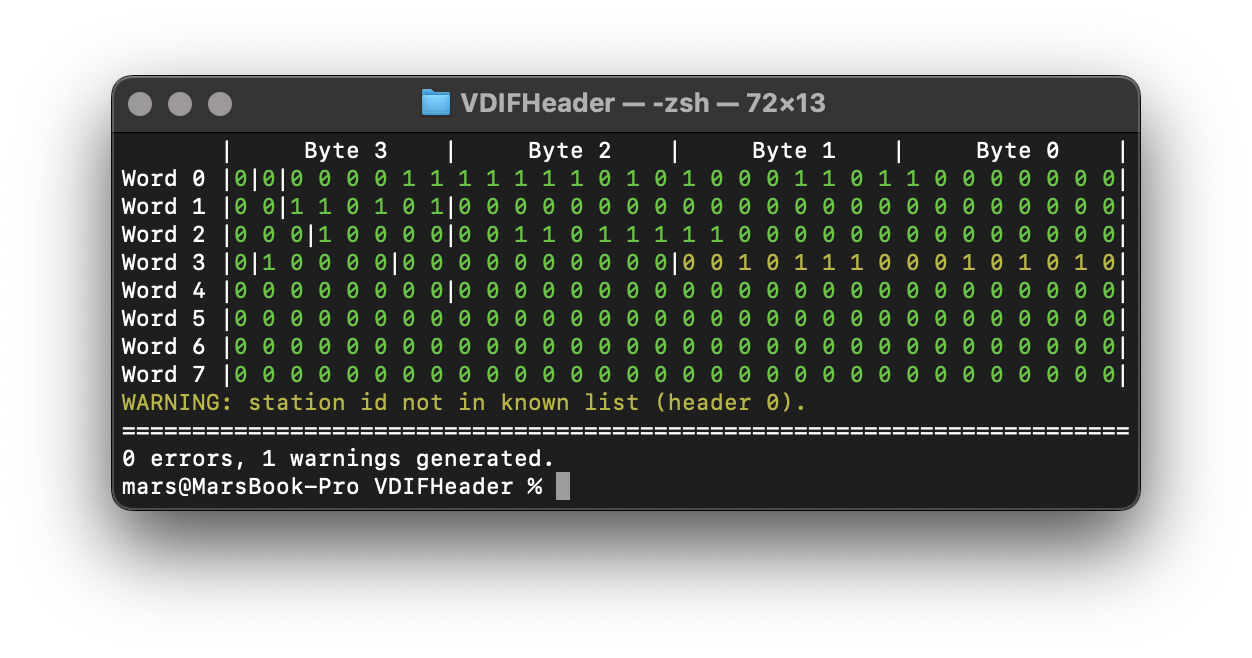 VDIFHeader — -zsh — 72×13
       |     Byte 3    |     Byte 2    |     Byte 1    |     Byte 0    |
Word 0 |0|0|0 0 0 0 1 1 1 1 1 1 1 0 1 0 1 0 0 0 1 1 0 1 1 0 0 0 0 0 0 0|
Word 1 |0 0|1 1 0 1 0 1|0 0 0 0 0 0 0 0 0 0 0 0 0 0 0 0 0 0 0 0 0 0 0 0|
Word 2 |0 0 0|1 0 0 0 0|0 0 1 1 0 1 1 1 1 1 0 0 0 0 0 0 0 0 0 0 0 0 0 0|
Word 3 |0|1 0 0 0 0|0 0 0 0 0 0 0 0 0 0|0 0 1 0 1 1 1 0 0 0 1 0 1 0 1 0|
Word 4 |0 0 0 0 0 0 0 0|0 0 0 0 0 0 0 0 0 0 0 0 0 0 0 0 0 0 0 0 0 0 0 0|
Word 5 |0 0 0 0 0 0 0 0 0 0 0 0 0 0 0 0 0 0 0 0 0 0 0 0 0 0 0 0 0 0 0 0|
Word 6 |0 0 0 0 0 0 0 0 0 0 0 0 0 0 0 0 0 0 0 0 0 0 0 0 0 0 0 0 0 0 0 0|
Word 7 |0 0 0 0 0 0 0 0 0 0 0 0 0 0 0 0 0 0 0 0 0 0 0 0 0 0 0 0 0 0 0 0|
WARNING: station id not in known list (header 0).
========================================================================
0 errors, 1 warnings generated.
mars@MarsBook-Pro VDIFHeader %